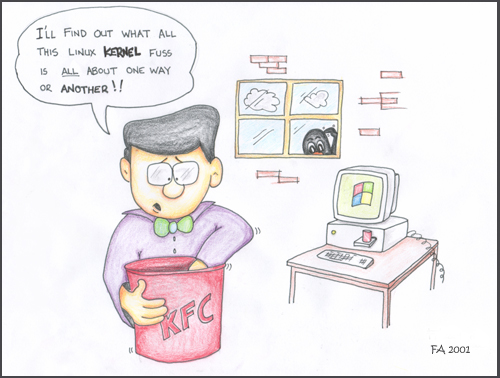 I'LL FIND OUT WHAT ALL
THIS LINUX KERNEL FUSS
IS ALL ABOUT ONE WAY
OR ANOTHER!!
KFC
FA 2001